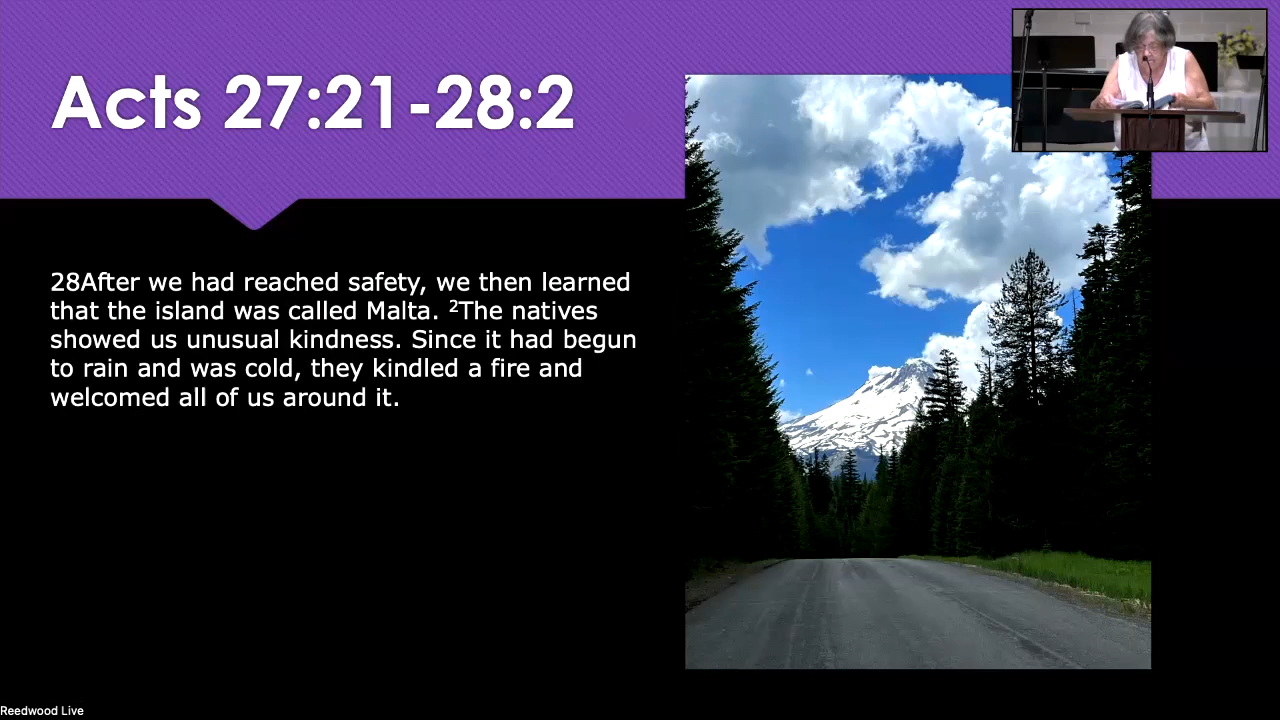 Acts 27:21-28:2
28After we had reached safety, we then learned
that the island was called Malta. ²The natives
showed us unusual kindness. Since it had begun
to rain and was cold, they kindled a fire and
welcomed all of us around it.
Reedwood Live